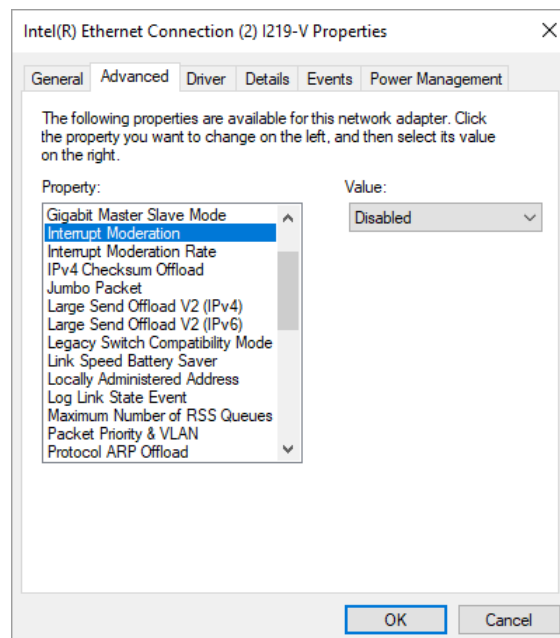 Intel(R) Ethernet Connection (2) I219-V Properties
General Advanced Driver Details Events Power Management
The following properties are available for this network adapter. Click
the property you want to change on the left, and then select its value
on the right.
Property:
Value:
Gigabit Master Slave Mode
Interrupt Moderation
Interrupt Moderation Rate
IPv4 Checksum Offload
Jumbo Packet
Large Send Offload V2 (IPv4)
Large Send Offload V2 (IPv6)
Legacy Switch Compatibility Mode
Link Speed Battery Saver
Locally Administered Address
Log Link State Event
Maximum Number of RSS Queues
Packet Priority & VLAN
Protocol ARP Offload
Disabled
OK
Cancel